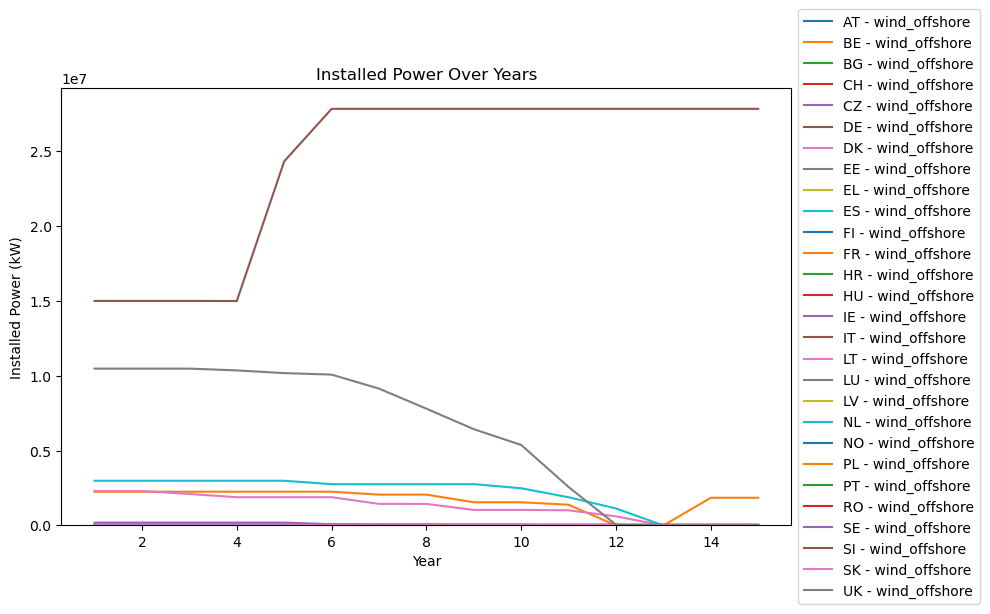 Installed Power Over Years
1e7
Installed Power (kW)
2.5
2.0
1.5
1.0
0.5
0.0
2
4
6
8
10
12
14
Year
AT - wind_offshore
BE - wind_offshore
BG - wind_offshore
CH - wind_offshore
CZ - wind_offshore
DE - wind_offshore
DK - wind_offshore
EE - wind_offshore
EL - wind_offshore
ES - wind_offshore
FI - wind_offshore
FR - wind_offshore
HR - wind_offshore
HU - wind_offshore
IE - wind_offshore
IT - wind_offshore
LT - wind_offshore
LU - wind_offshore
LV - wind_offshore
NL - wind_offshore
NO - wind_offshore
PL - wind_offshore
PT - wind_offshore
RO - wind_offshore
SE - wind_offshore
SI - wind_offshore
SK - wind_offshore
UK - wind_offshore